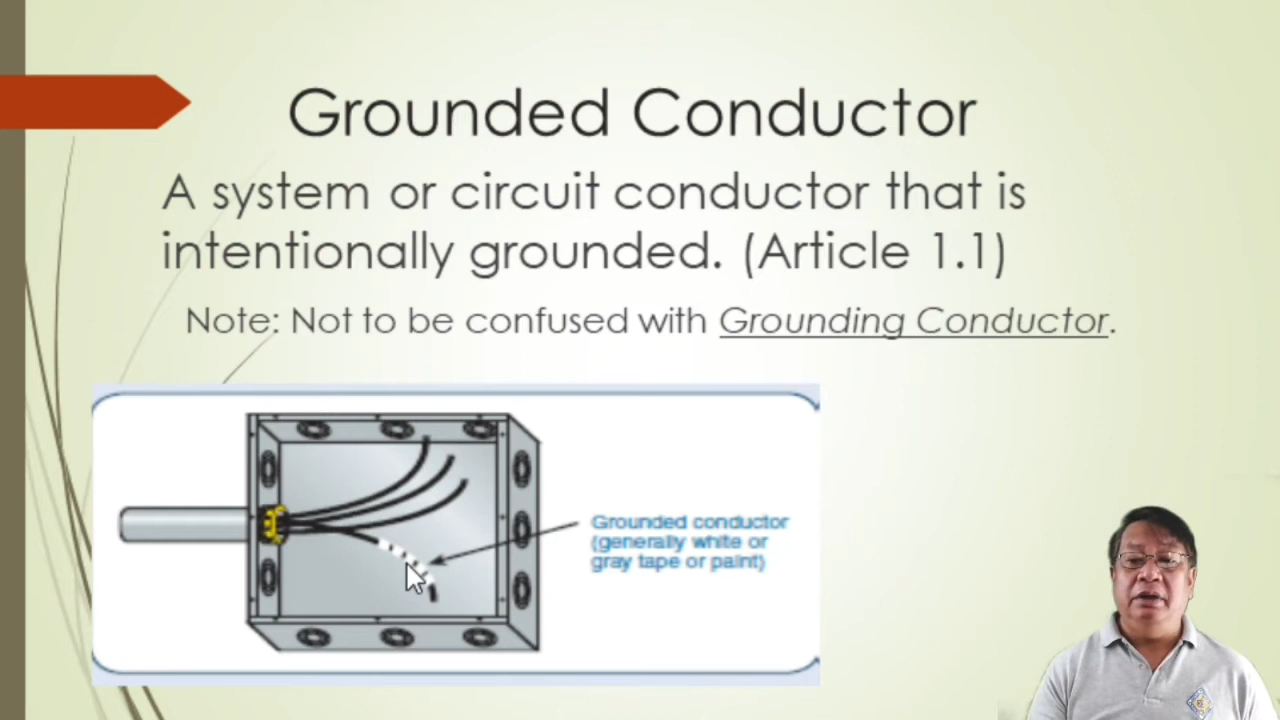 Grounded Conductor
A system or circuit conductor that is
intentionally grounded. (Article 1.1)
Note: Not to be confused with Grounding Conductor.
Grounded conductor
(generally white or
gray tape or paint)